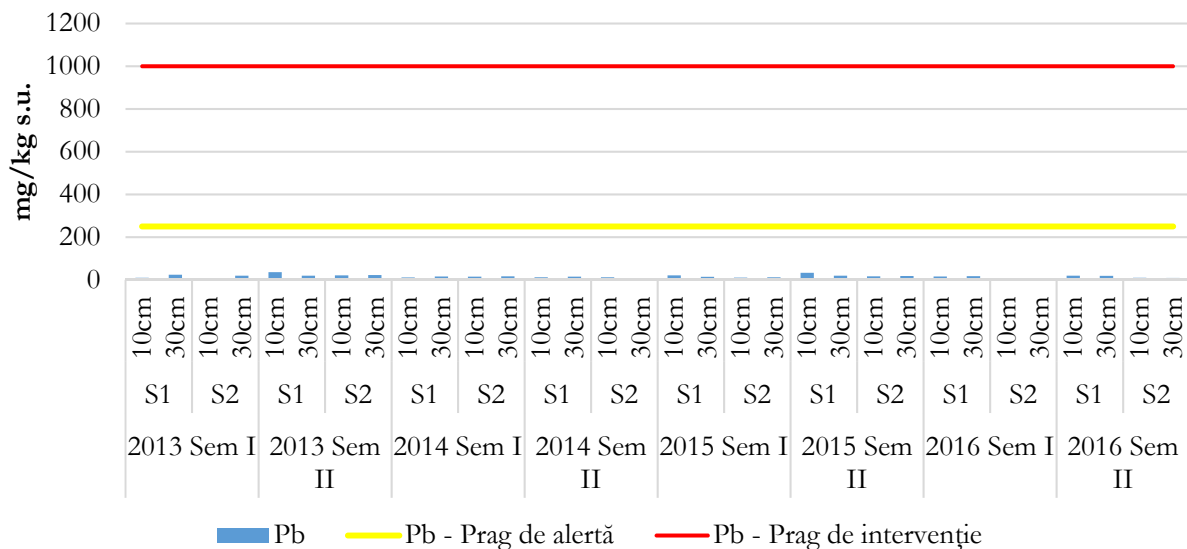 1200
1000
800
600
400
200
0
mg/kg s.u.
10cm 30cm 10cm 30cm 10cm 30cm 10cm 30cm 10cm 30cm 10cm 30cm 10cm 30cm 10cm 30cm 10cm 30cm 10cm 30cm 10cm 30cm 10cm 30cm 10cm 30cm 10cm 30cm 10cm 30cm 10cm 30cm
S1 S2 S1 S2 S1 S2 S1 S2 S1 S2 S1 S2 S1 S2 S1 S2
2013 Sem I 2013 Sem II 2014 Sem I 2014 Sem II 2015 Sem I 2015 Sem II 2016 Sem I 2016 Sem II
Pb Pb - Prag de alertă Pb - Prag de intervenție